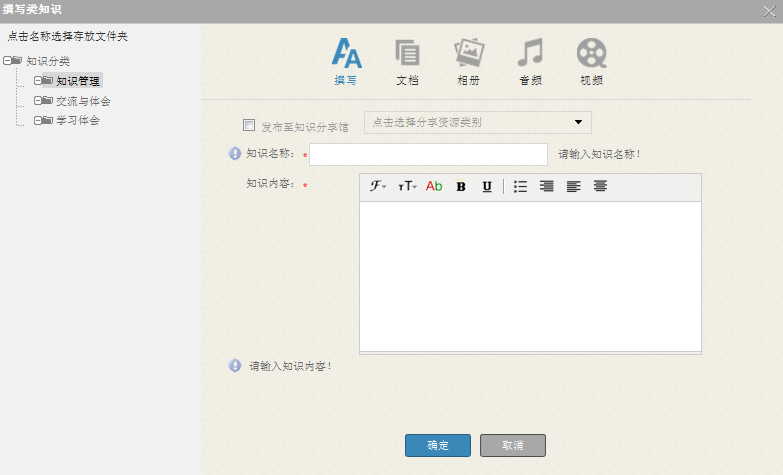 撰写类知识
点击名称选择存放文件夹
知识分类
知识管理
交流与体会
学习体会
撰写
文档
相册
音频
视频
发布至知识分享馆
点击选择分享资源类别
知识名称：*
请输入知识名称！
知识内容：*
F TT Ab B U
请输入知识内容！
确定
取消